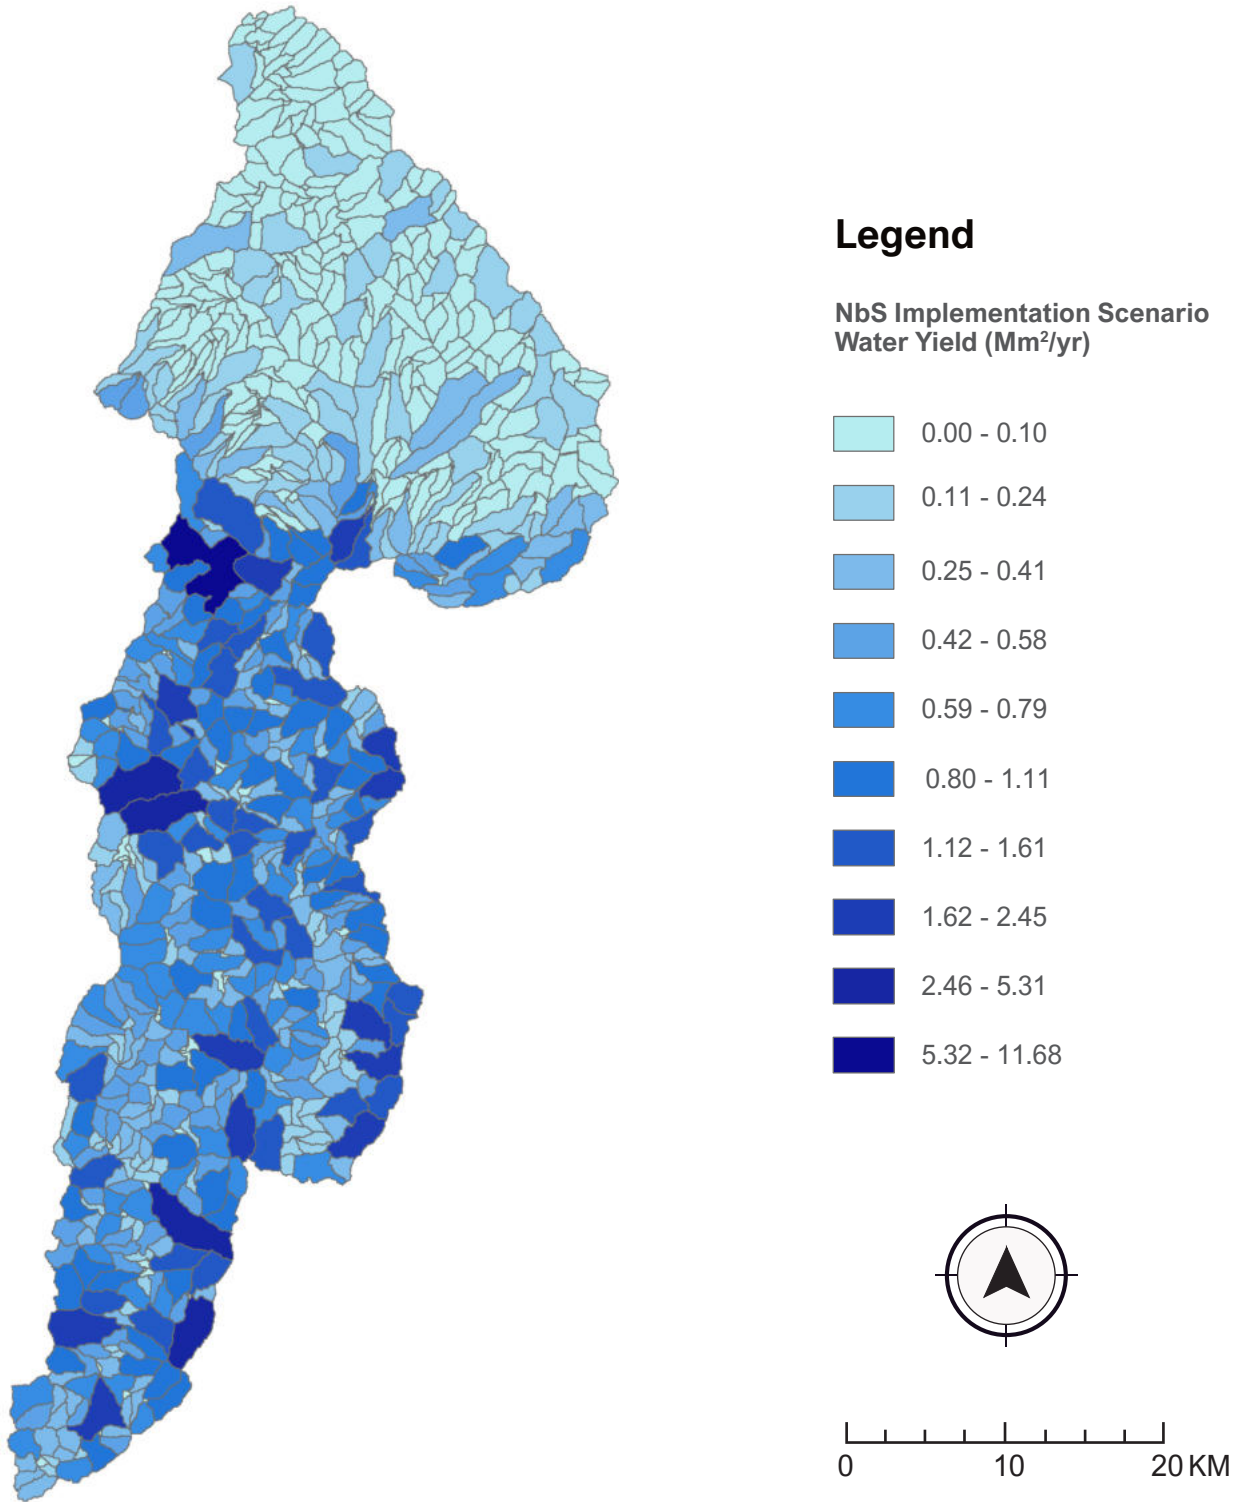 Legend
NbS Implementation Scenario
Water Yield (Mm²/yr)
0.00 - 0.10
0.11 - 0.24
0.25 - 0.41
0.42 - 0.58
0.59 - 0.79
0.80 - 1.11
1.12 - 1.61
1.62 - 2.45
2.46 - 5.31
5.32 - 11.68
0 10 20 KM